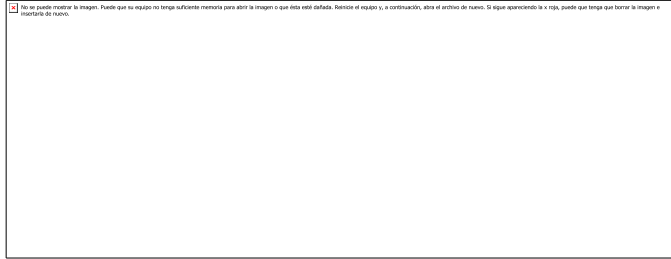 No se puede mostrar la imagen. Puede que su equipo no tenga suficiente memoria para abrir la imagen o que ésta esté dañada. Reinicie el equipo y, a continuación, abra el archivo de nuevo. Si sigue apareciendo la x roja, puede que tenga que borrar la imagen e
insertarla de nuevo.